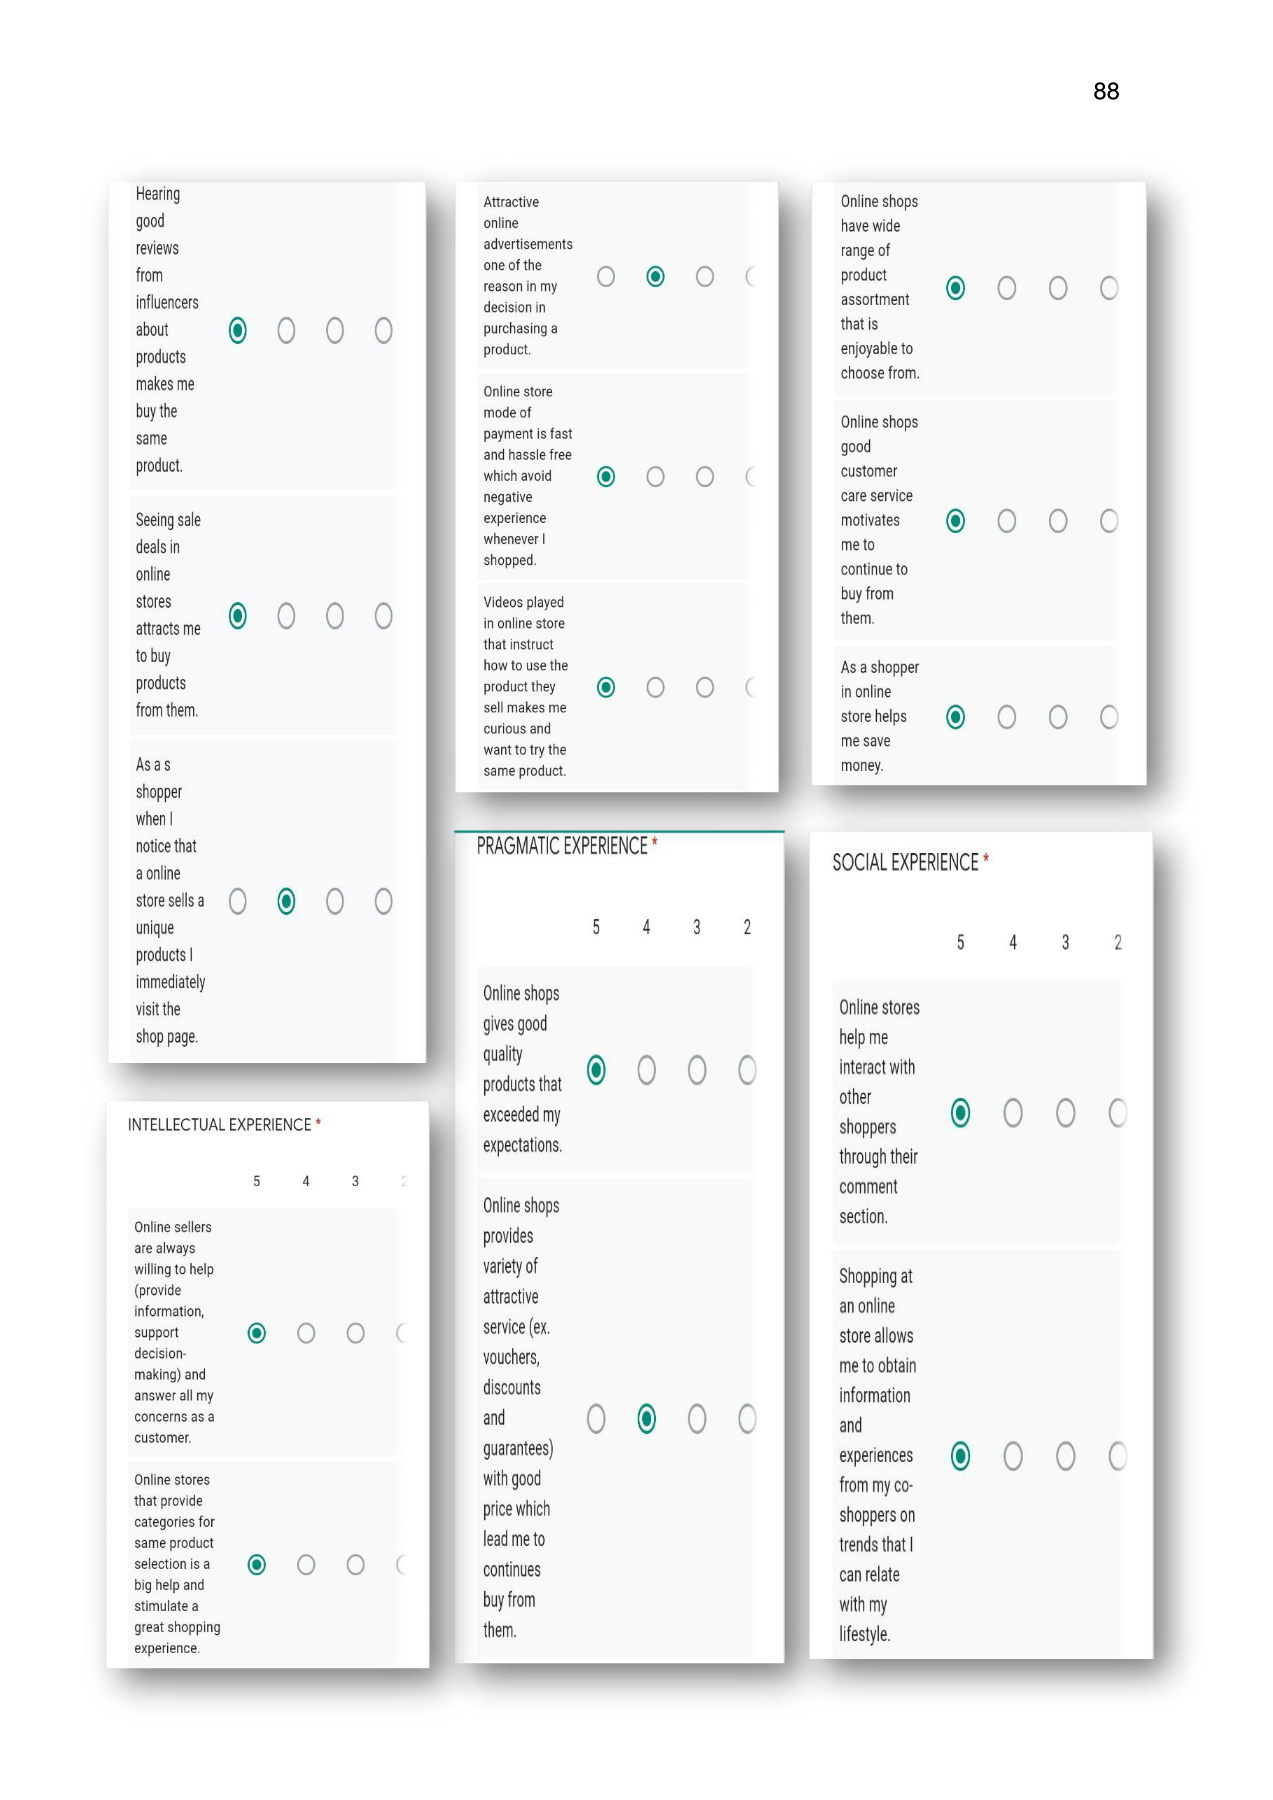 88
Hearing
good
reviews
from
influencers
about
products
makes me
buy the
same
product.
Seeing sale
deals in
online
stores
attracts me
to buy
products
from them.
As a s
shopper
when I
notice that
a online
store sells a
unique
products I
immediately
visit the
shop page.
Attractive
online
advertisements
one of the
reason in my
decision in
purchasing a
product.
Online store
mode of
payment is fast
and hassle free
which avoid
negative
experience
whenever I
shopped.
Videos played
in online store
that instruct
how to use the
product they
sell makes me
curious and
want to try the
same product.
Online shops
have wide
range of
product
assortment
that is
enjoyable to
choose from.
Online shops
good
customer
care service
motivates
me to
continue to
buy from
them.
As a shopper
in online
store helps
me save
money.
INTELLECTUAL EXPERIENCE *
5 4 3 2
Online sellers
are always
willing to help
(provide
information,
support
decision-
making) and
answer all my
concerns as a
customer.
Online stores
that provide
categories for
same product
selection is a
big help and
stimulate a
great shopping
experience.
PRAGMATIC EXPERIENCE *
5 4 3 2
Online shops
gives good
quality
products that
exceeded my
expectations.
Online shops
provides
variety of
attractive
service (ex.
vouchers,
discounts
and
guarantees)
with good
price which
lead me to
continues
buy from
them.
SOCIAL EXPERIENCE *
5 4 3 2
Online stores
help me
interact with
other
shoppers
through their
comment
section.
Shopping at
an online
store allows
me to obtain
information
and
experiences
from my co-
shoppers on
trends that I
can relate
with my
lifestyle.